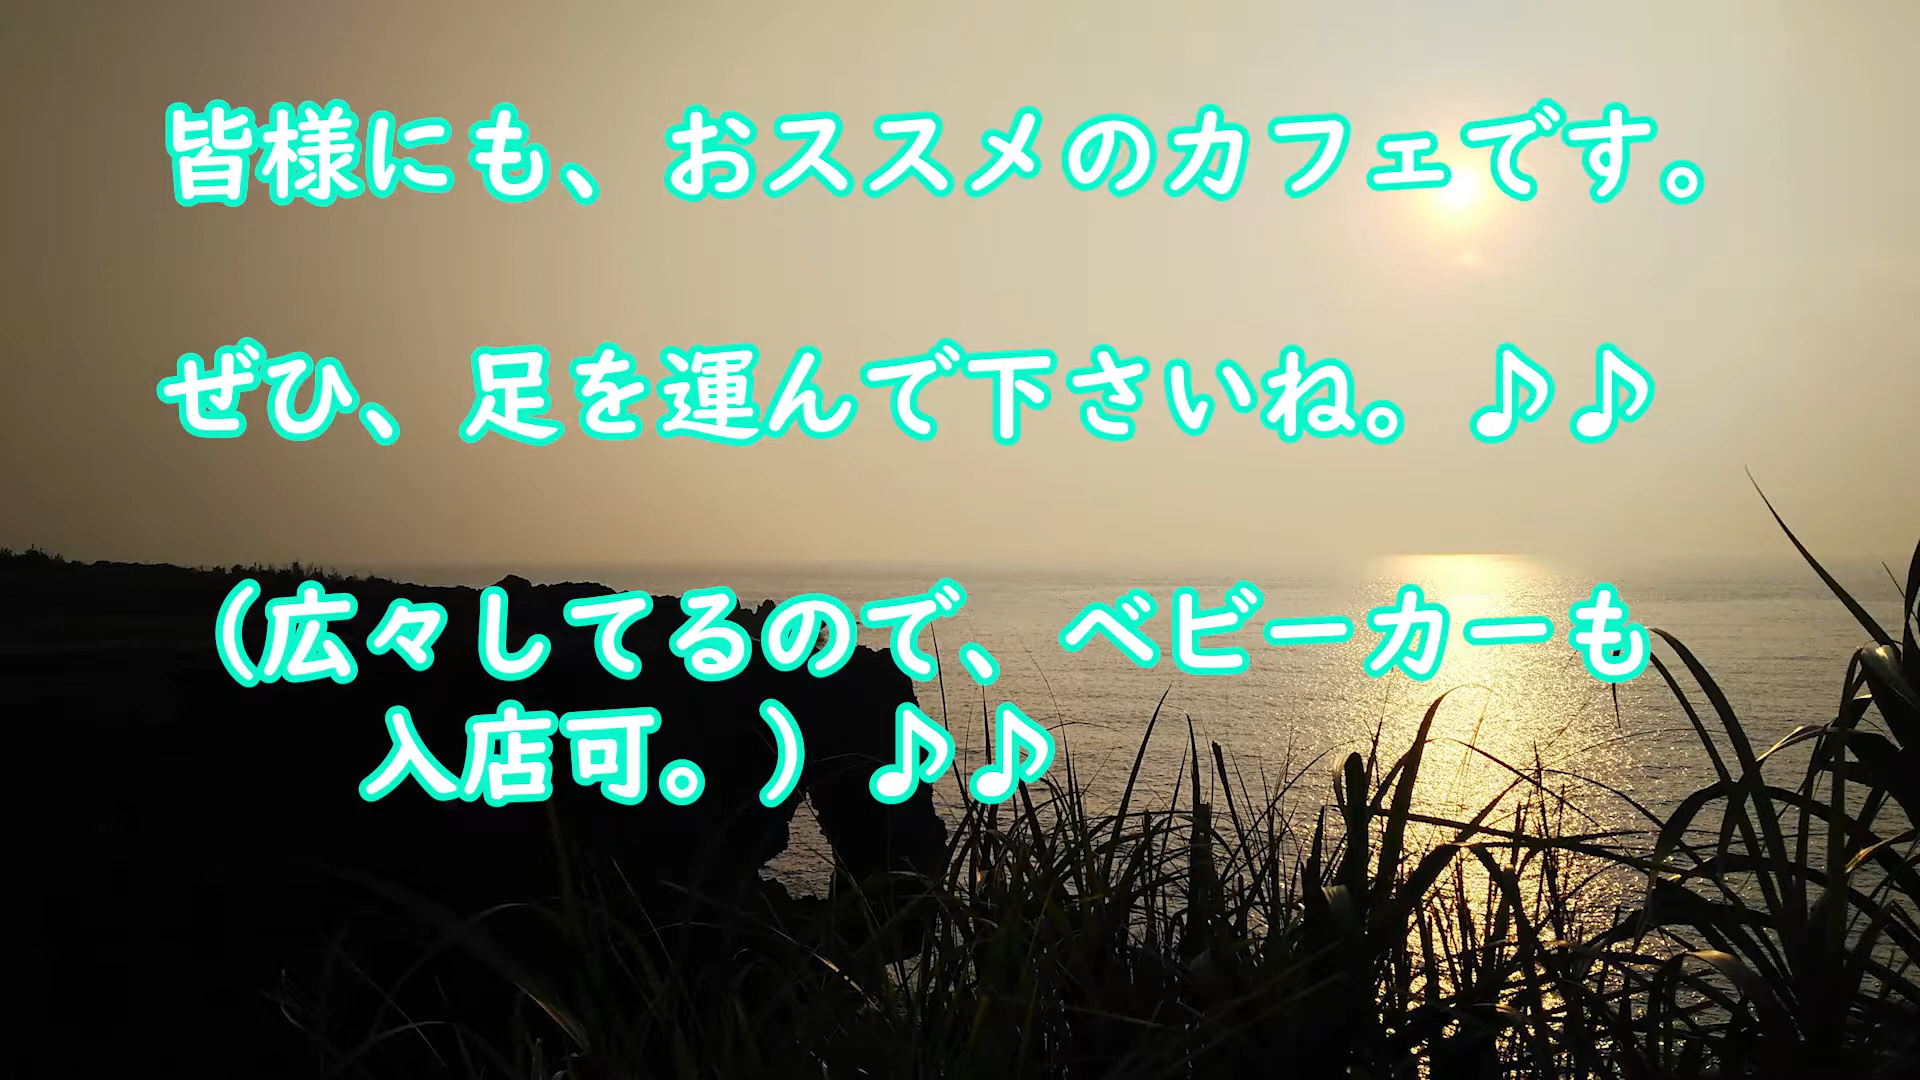 皆様にも、おススメのカフェです。
ぜひ、足を運んで下さいね。♪♪
（広々してるので、ベビーカーも
入店可。）♪♪